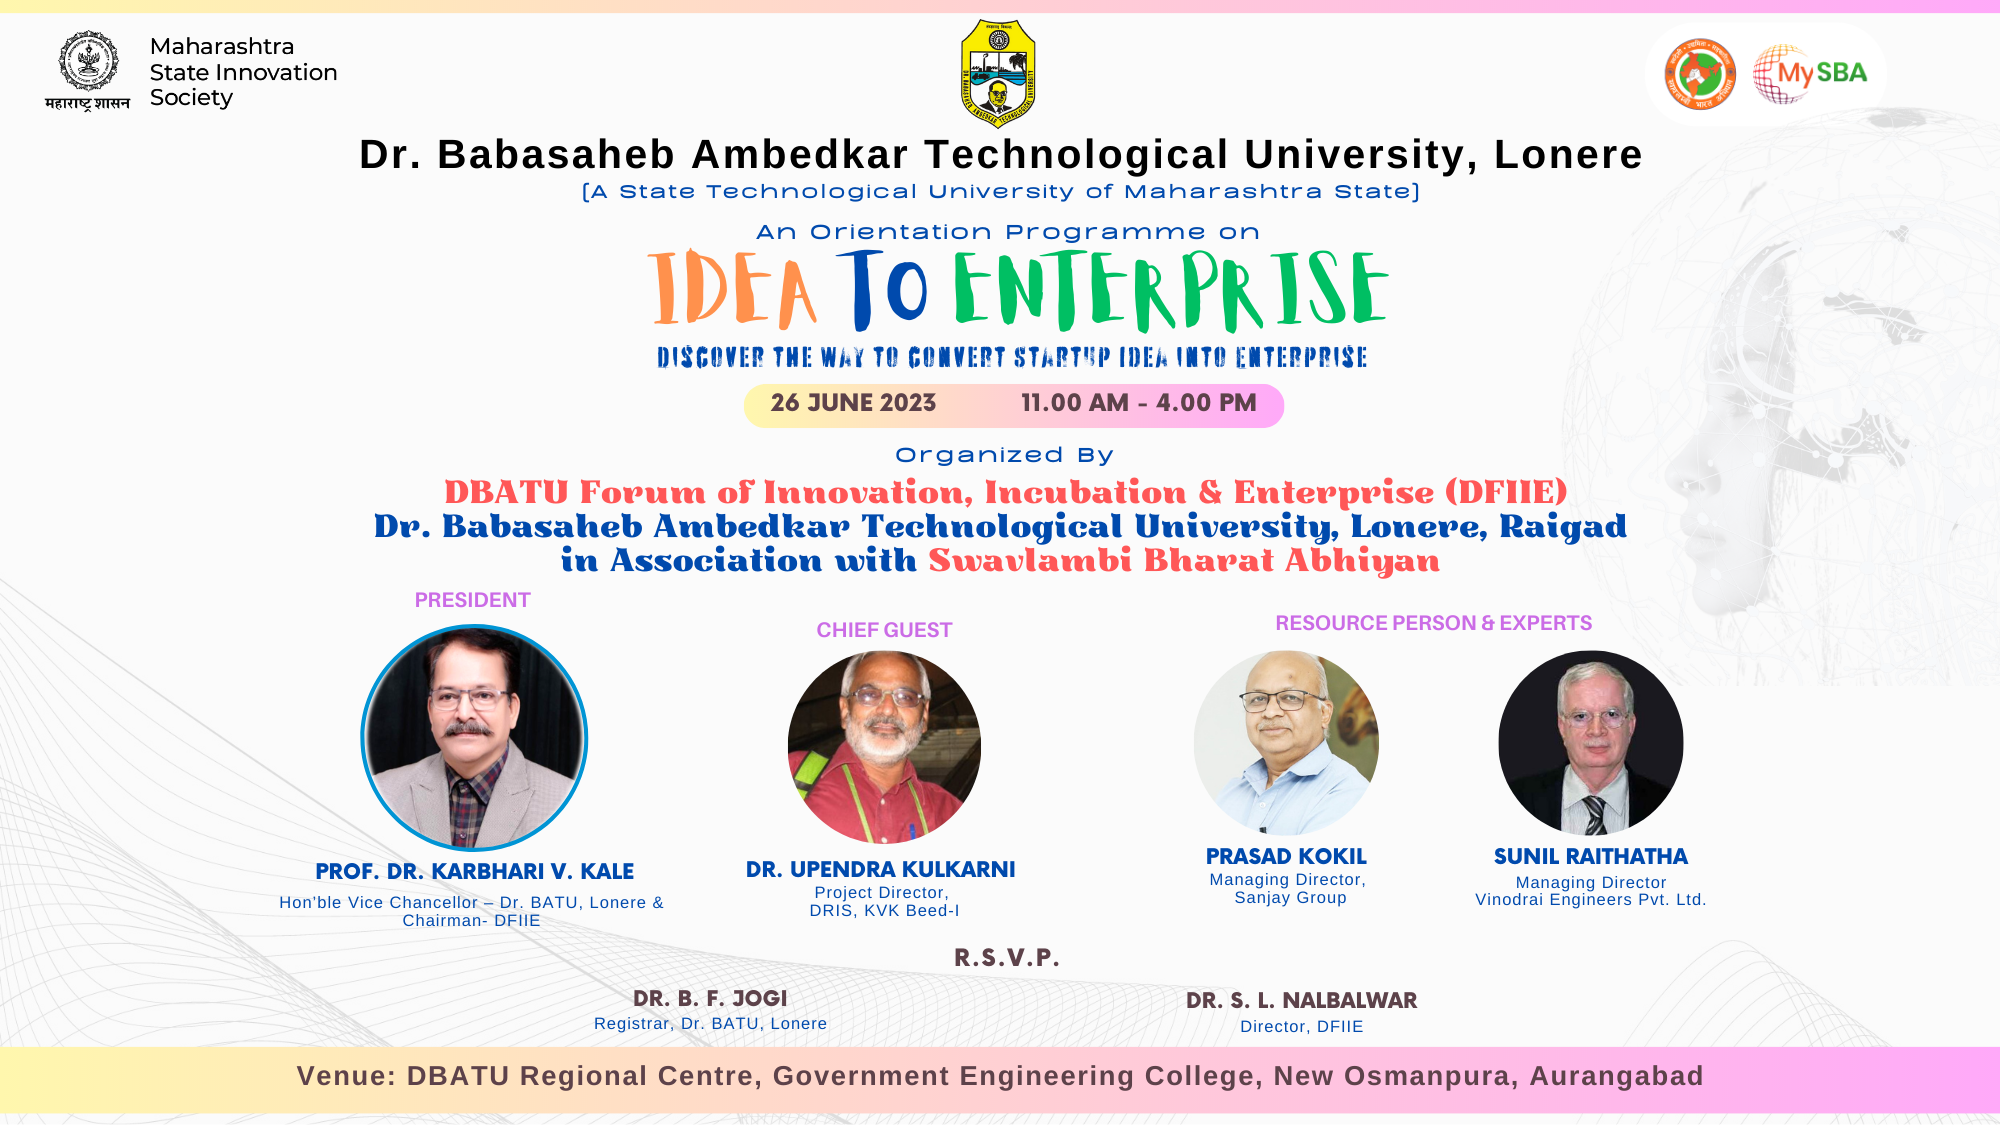 Maharashtra
State Innovation
Society
महाराष्ट्र शासन
My SBA
Dr. Babasaheb Ambedkar Technological University, Lonere
(A State Technological University of Maharashtra State)
An Orientation Programme on
IDEA TO ENTERPRISE
DISCOVER THE WAY TO CONVERT STARTUP IDEA INTO ENTERPRISE
26 JUNE 2023 11.00 AM - 4.00 PM
Organized By
DBATU Forum of Innovation, Incubation & Enterprise (DFIIE)
Dr. Babasaheb Ambedkar Technological University, Lonere, Raigad
in Association with Swavlambi Bharat Abhiyan
PRESIDENT
PROF. DR. KARBHARI V. KALE
Hon'ble Vice Chancellor – Dr. BATU, Lonere &
Chairman- DFIIE
CHIEF GUEST
DR. UPENDRA KULKARNI
Project Director,
DRIS, KVK Beed-I
RESOURCE PERSON & EXPERTS
PRASAD KOKIL
Managing Director,
Sanjay Group
SUNIL RAITHATHA
Managing Director
Vinodrai Engineers Pvt. Ltd.
R.S.V.P.
DR. B. F. JOGI
Registrar, Dr. BATU, Lonere
DR. S. L. NALBALWAR
Director, DFIIE
Venue: DBATU Regional Centre, Government Engineering College, New Osmanpura, Aurangabad